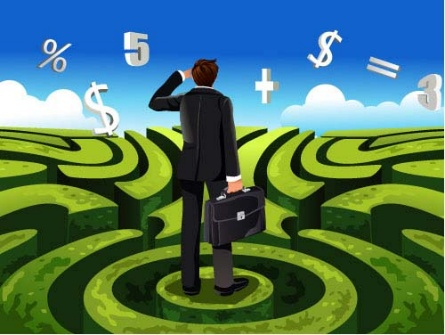 % 5 $ + $ = 3